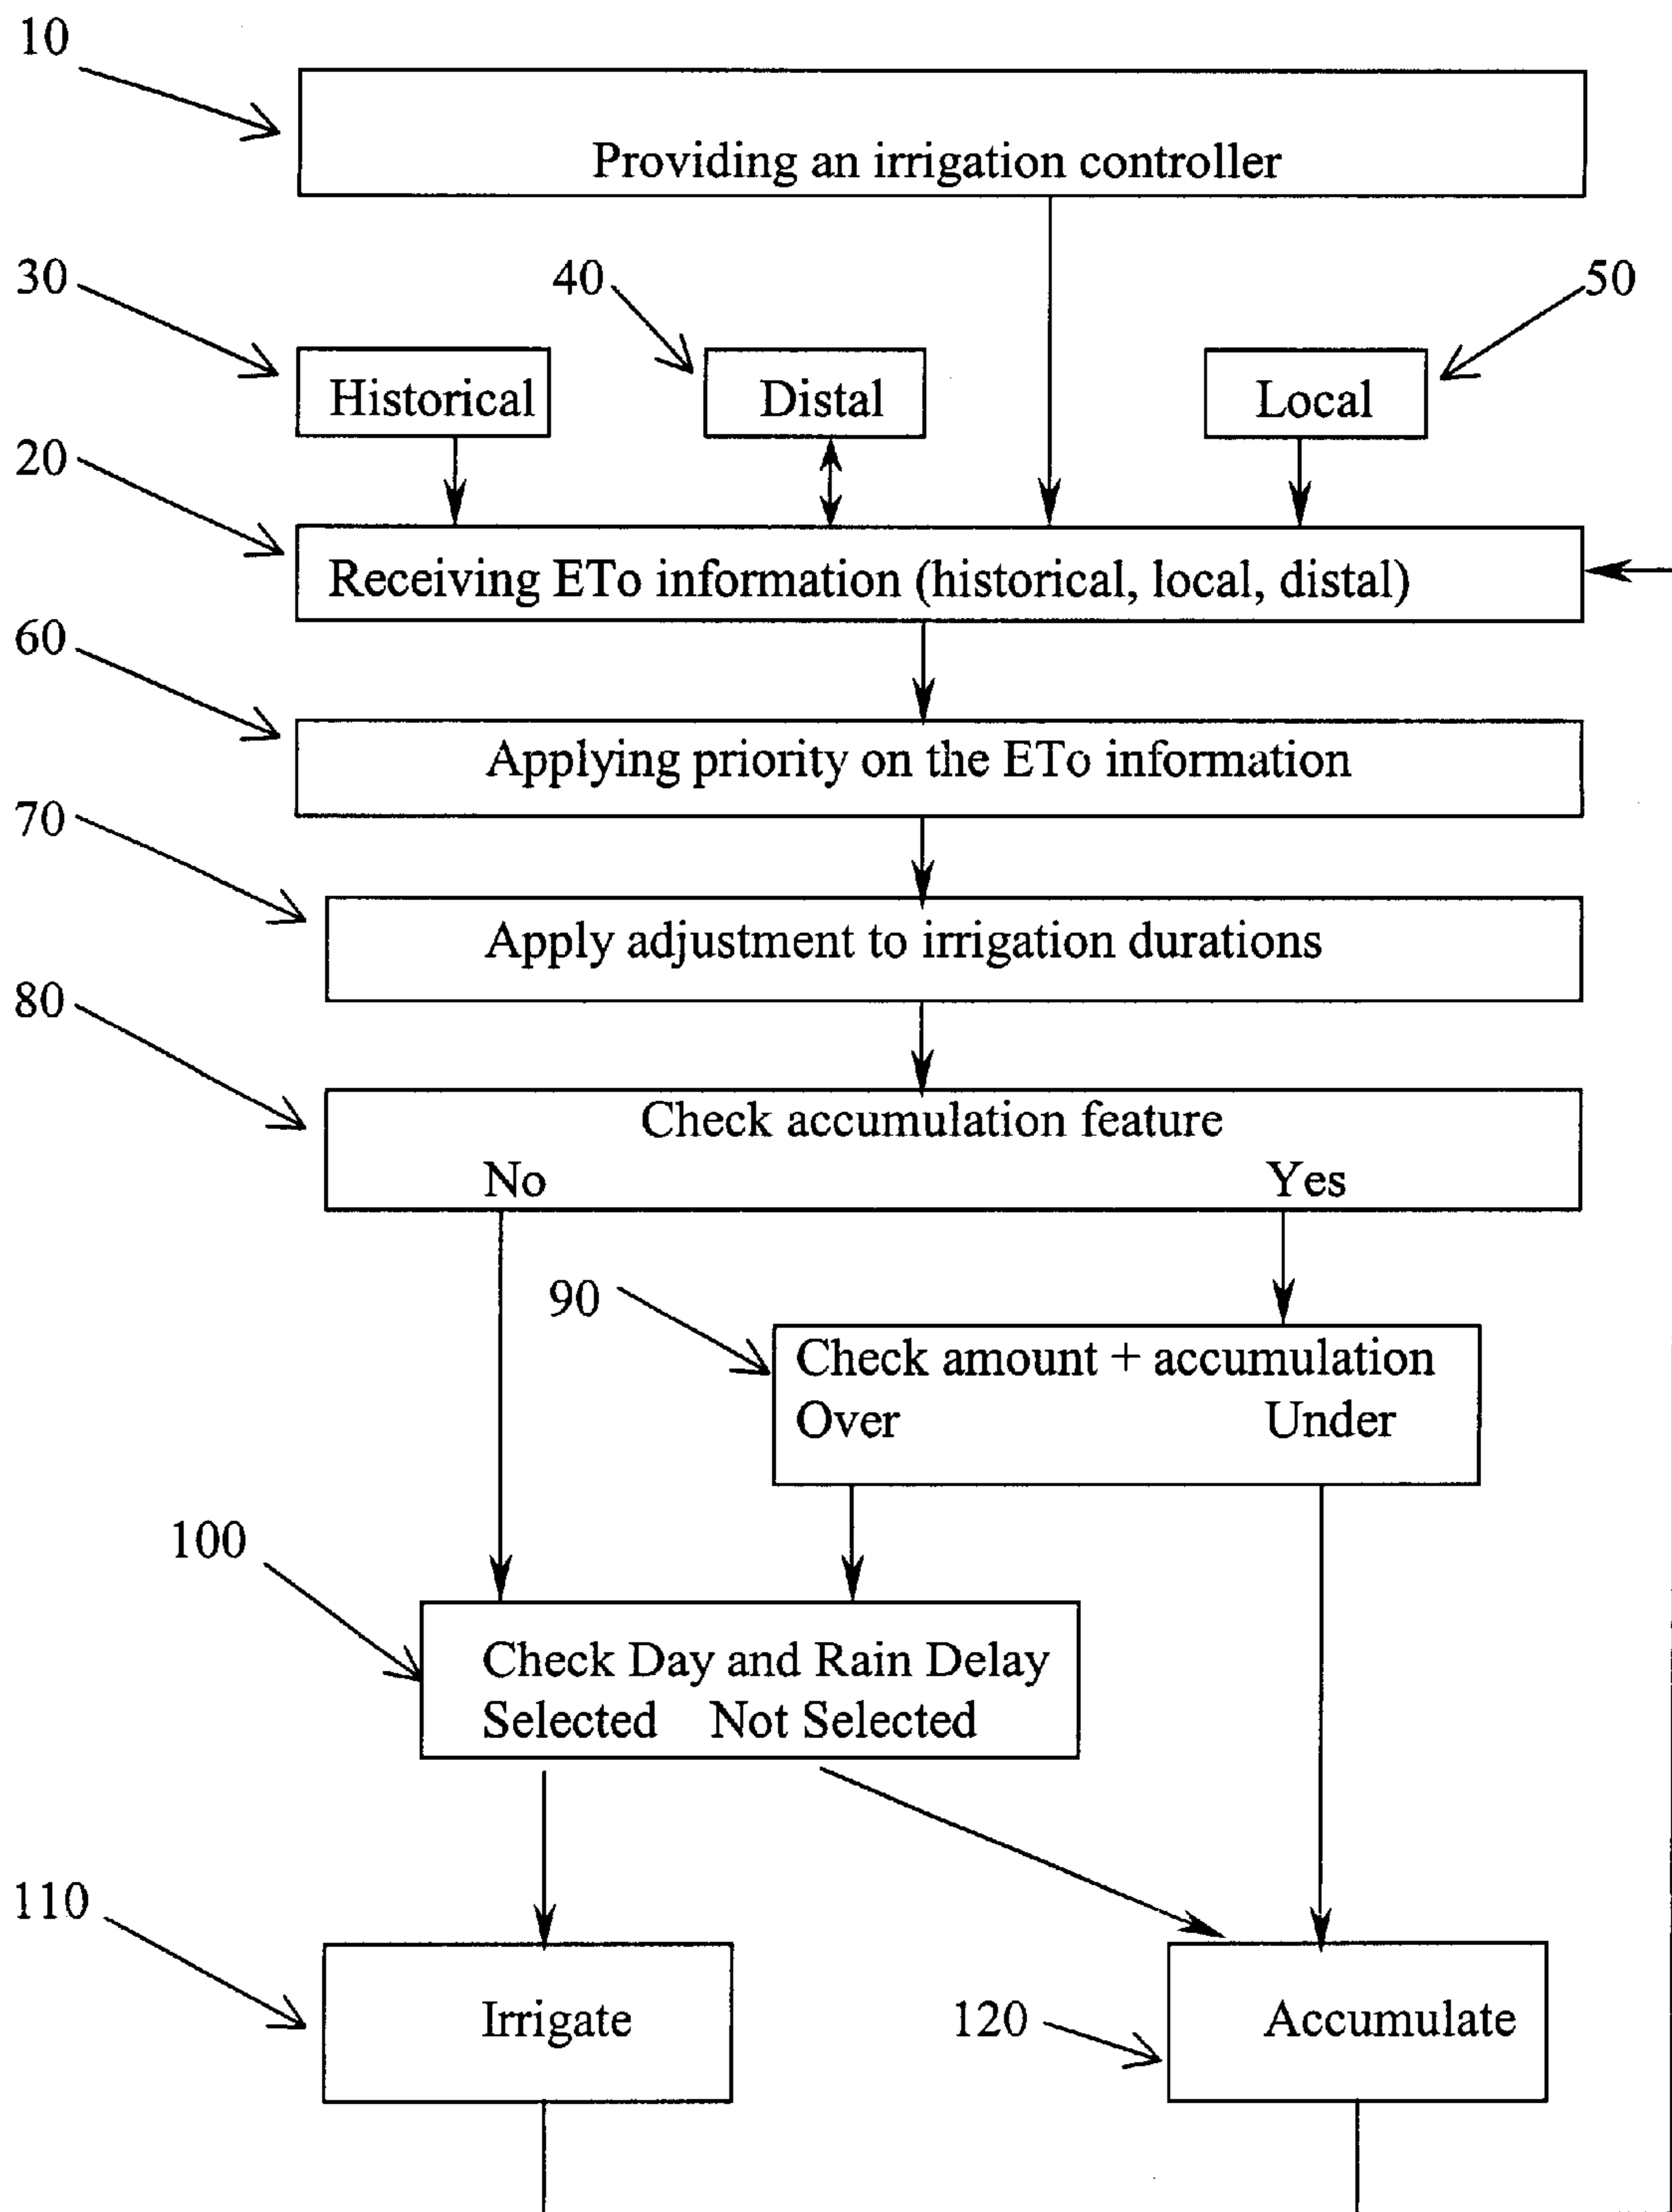 10
Providing an irrigation controller
30
40
50
Historical
Distal
Local
20
Receiving ETo information (historical, local, distal)
60
Applying priority on the ETo information
70
Apply adjustment to irrigation durations
80
Check accumulation feature
No Yes
90
Check amount + accumulation
Over Under
100
Check Day and Rain Delay
Selected Not Selected
110
Irrigate
120
Accumulate